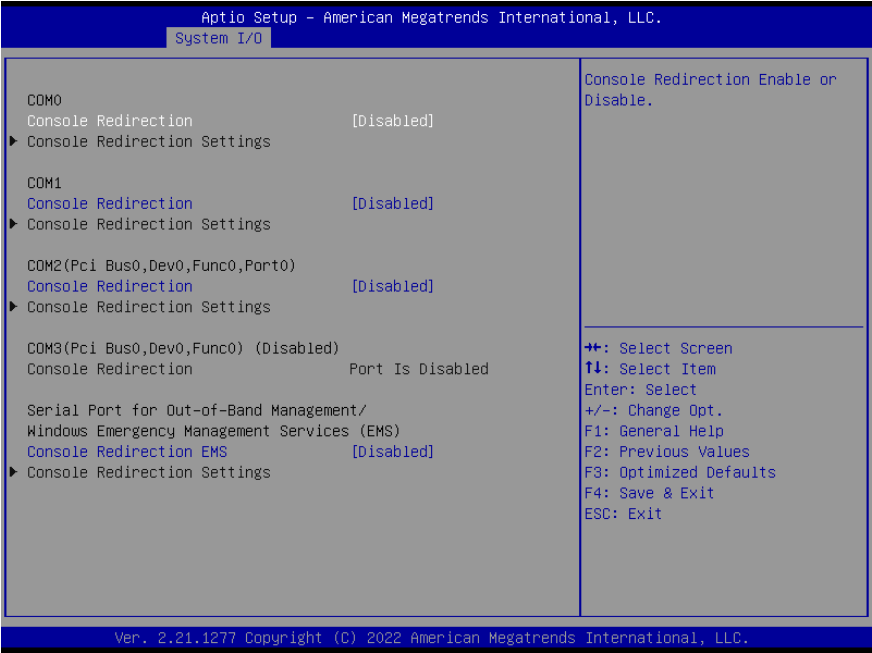 Aptio Setup – American Megatrends International, LLC.
System I/O
COM0
Console Redirection [Disabled]
Console Redirection Settings
COM1
Console Redirection [Disabled]
Console Redirection Settings
COM2(Pci Bus0,Dev0,Func0,Port0)
Console Redirection [Disabled]
Console Redirection Settings
COM3(Pci Bus0,Dev0,Func0) (Disabled)
Console Redirection Port Is Disabled
Serial Port for Out-of-Band Management/
Windows Emergency Management Services (EMS)
Console Redirection EMS [Disabled]
Console Redirection Settings
Console Redirection Enable or
Disable.
→←: Select Screen
↑↓: Select Item
Enter: Select
+/-: Change Opt.
F1: General Help
F2: Previous Values
F3: Optimized Defaults
F4: Save & Exit
ESC: Exit
Ver. 2.21.1277 Copyright (C) 2022 American Megatrends International, LLC.